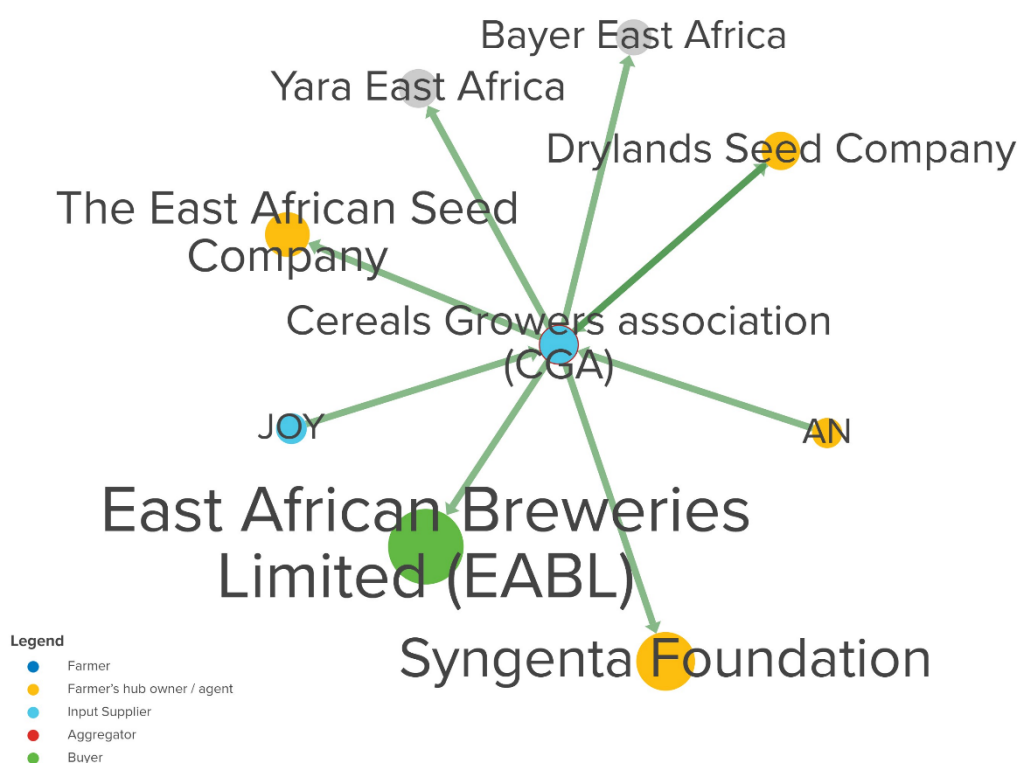 Bayer East Africa
Yara East Africa
Drylands Seed Company
The East African Seed
Company
Cereals Growers association
(CGA)
JOY
AN
East African Breweries
Limited (EABL)
Syngenta Foundation
Legend
Farmer
Farmer's hub owner / agent
Input Supplier
Aggregator
Buyer